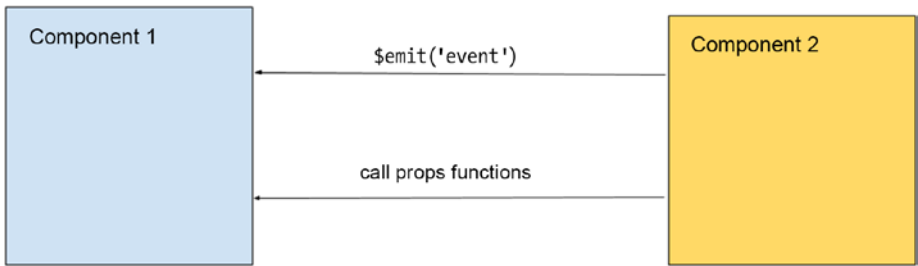 Component 1
Component 2
$emit('event')
call props functions